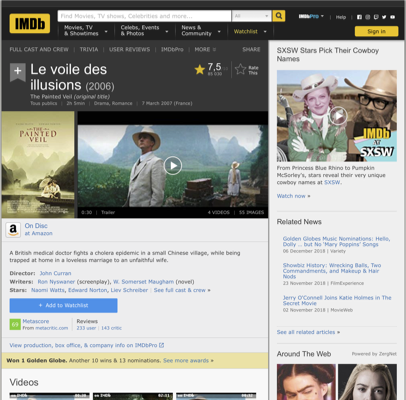 IMDb
Find Movies, TV shows, Celebrities and more...
All
IMDbPro
Help
Movies, TV & Showtimes
Celebs, Events & Photos
News & Community
Watchlist
Sign in
FULL CAST AND CREW | TRIVIA | USER REVIEWS | IMDbPro | MORE
SHARE
Le voile des
illusions (2006)
The Painted Veil (original title)
Tous publics | 2h 5min | Drama, Romance | 7 March 2007 (France)
7,5
Rate
This
THE
PAINTED
VEIL
0:30 | Trailer
4 VIDEOS | 55 IMAGES
On Disc
at Amazon
A British medical doctor fights a cholera epidemic in a small Chinese village, while being
trapped at home in a loveless marriage to an unfaithful wife.
Director: John Curran
Writers: Ron Nyswaner (screenplay), W. Somerset Maugham (novel)
Stars: Naomi Watts, Edward Norton, Liev Schreiber | See full cast & crew »
+ Add to Watchlist
Metascore
From metacritic.com
Reviews
233 user | 143 critic
View production, box office, & company info on IMDbPro
Won 1 Golden Globe. Another 10 wins & 13 nominations. See more awards »
Videos
SXSW Stars Pick Their Cowboy
Names
IMDb
AT
SXSW
From Princess Blue Rhino to Pumpkin
McSorley's, stars reveal their very unique
cowboy names at SXSW.
Watch now »
Related News
Golden Globes Music Nominations: Hello,
Dolly .. but No 'Mary Poppins' Songs
06 December 2018 | Variety
Showbiz History: Wrecking Balls, Two
Commandments, and Makeup & Hair
Nods
23 November 2018 | FilmExperience
Jerry O'Connell Joins Katie Holmes in The
Secret Movie
02 November 2018 | MovieWeb
See all related articles »
Around The Web
Powered by ZergNet